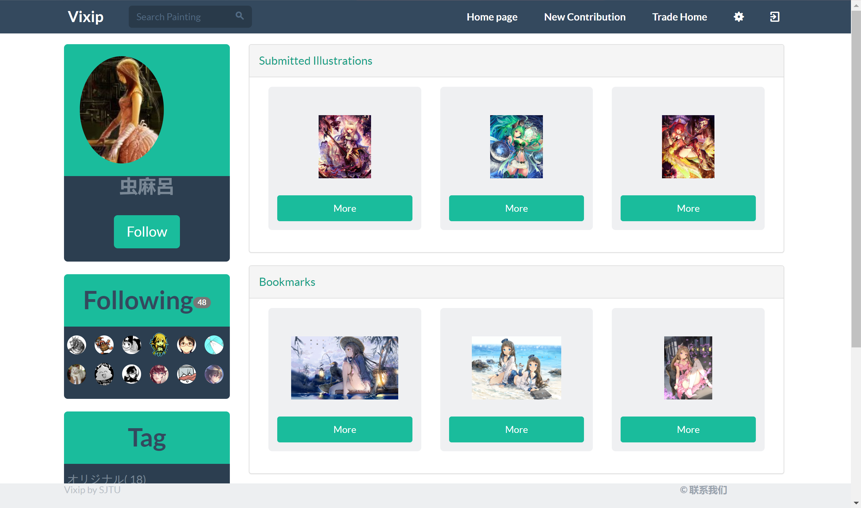 Vixip
Search Painting
Home page
New Contribution
Trade Home
虫麻呂
Follow
Following 48
Tag
オリジナル( 18)
Submitted Illustrations
More
More
More
Bookmarks
More
More
More
Vixip by SJTU
© 联系我们